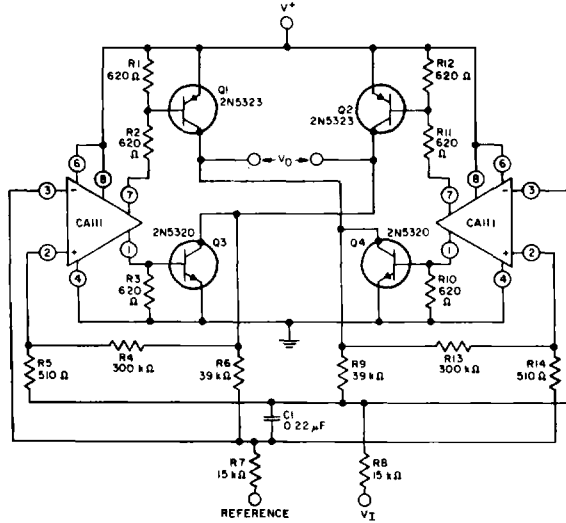 V+
R1
620 Ω
R12
620 Ω
Q1
2N5323
Q2
2N5323
R2
620
Ω
R11
620
Ω
6
8
7
VO
7
8
6
3
−
CA111
2
+
4
1
2N5320
Q3
2N5320
Q4
1
CA111
−
3
+
2
4
R3
620
Ω
R10
620
Ω
R5
510
Ω
R4
300 kΩ
R6
39 kΩ
R9
39 kΩ
R13
300 kΩ
R14
510
Ω
C1
0.22 μF
R7
15 kΩ
R8
15 kΩ
REFERENCE
VI